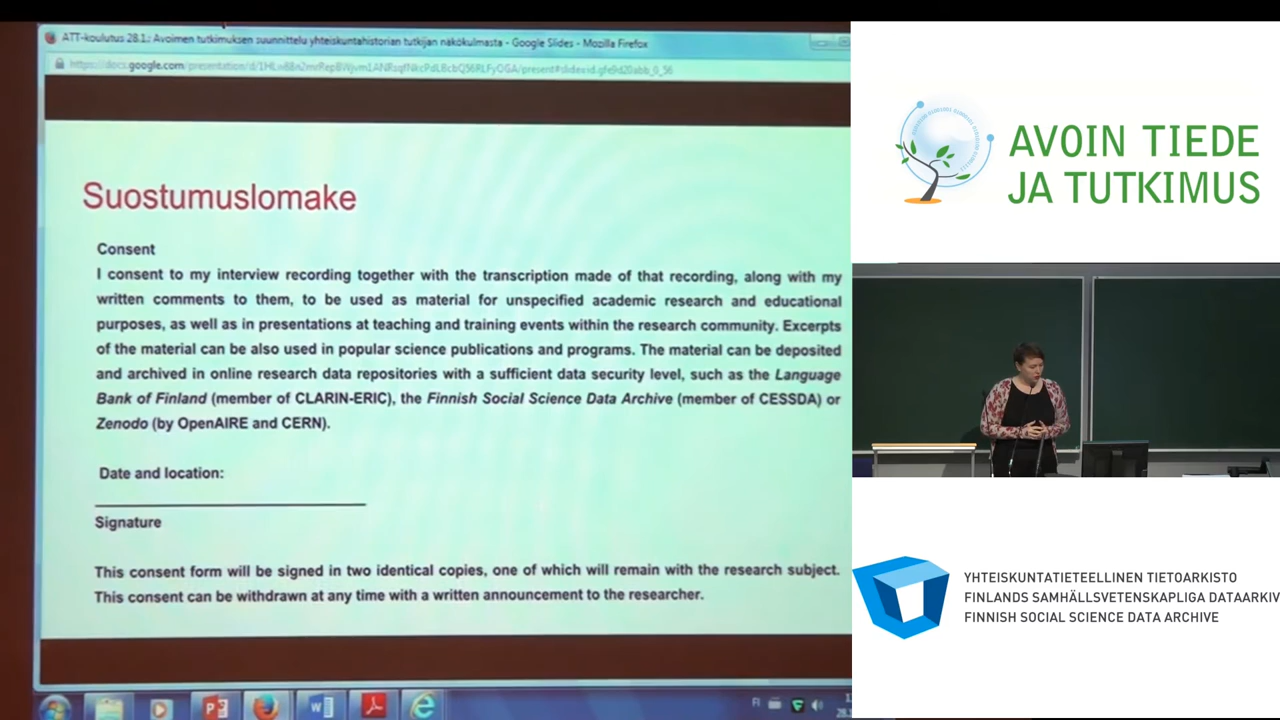 ATT-koulutus 28.1.: Avoimen tutkimuksen suunnittelu yhteiskuntahistorian tutkijan näkökulmasta - Google Slides - Mozilla Firefox
https://docs.google.com/presentation/d/
Suostumuslomake
Consent
I consent to my interview recording together with the transcription made of that recording, along with my
written comments to them, to be used as material for unspecified academic research and educational
purposes, as well as in presentations at teaching and training events within the research community. Excerpts
of the material can be also used in popular science publications and programs. The material can be deposited
and archived in online research data repositories with a sufficient data security level, such as the Language
Bank of Finland (member of CLARIN-ERIC), the Finnish Social Science Data Archive (member of CESSDA) or
Zenodo (by OpenAIRE and CERN).
Date and location:
Signature
This consent form will be signed in two identical copies, one of which will remain with the research subject.
This consent can be withdrawn at any time with a written announcement to the researcher.
FI
AVOIN TIEDE
JA TUTKIMUS
YHTEISKUNTATIETEELLINEN TIETOARKISTO
FINLANDS SAMHÄLLSVETENSKAPLIGA DATAARKIV
FINNISH SOCIAL SCIENCE DATA ARCHIVE